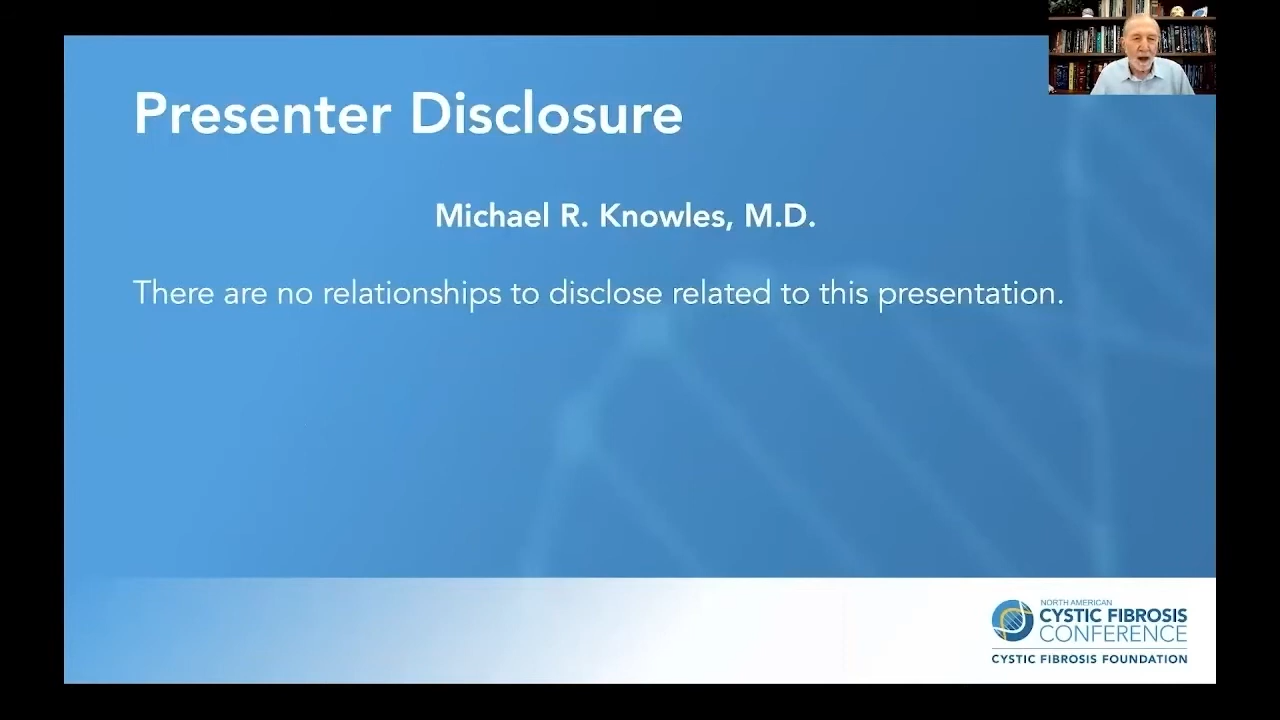 Presenter Disclosure
Michael R. Knowles, M.D.
There are no relationships to disclose related to this presentation.
NORTH AMERICAN
CYSTIC FIBROSIS
CONFERENCE
CYSTIC FIBROSIS FOUNDATION